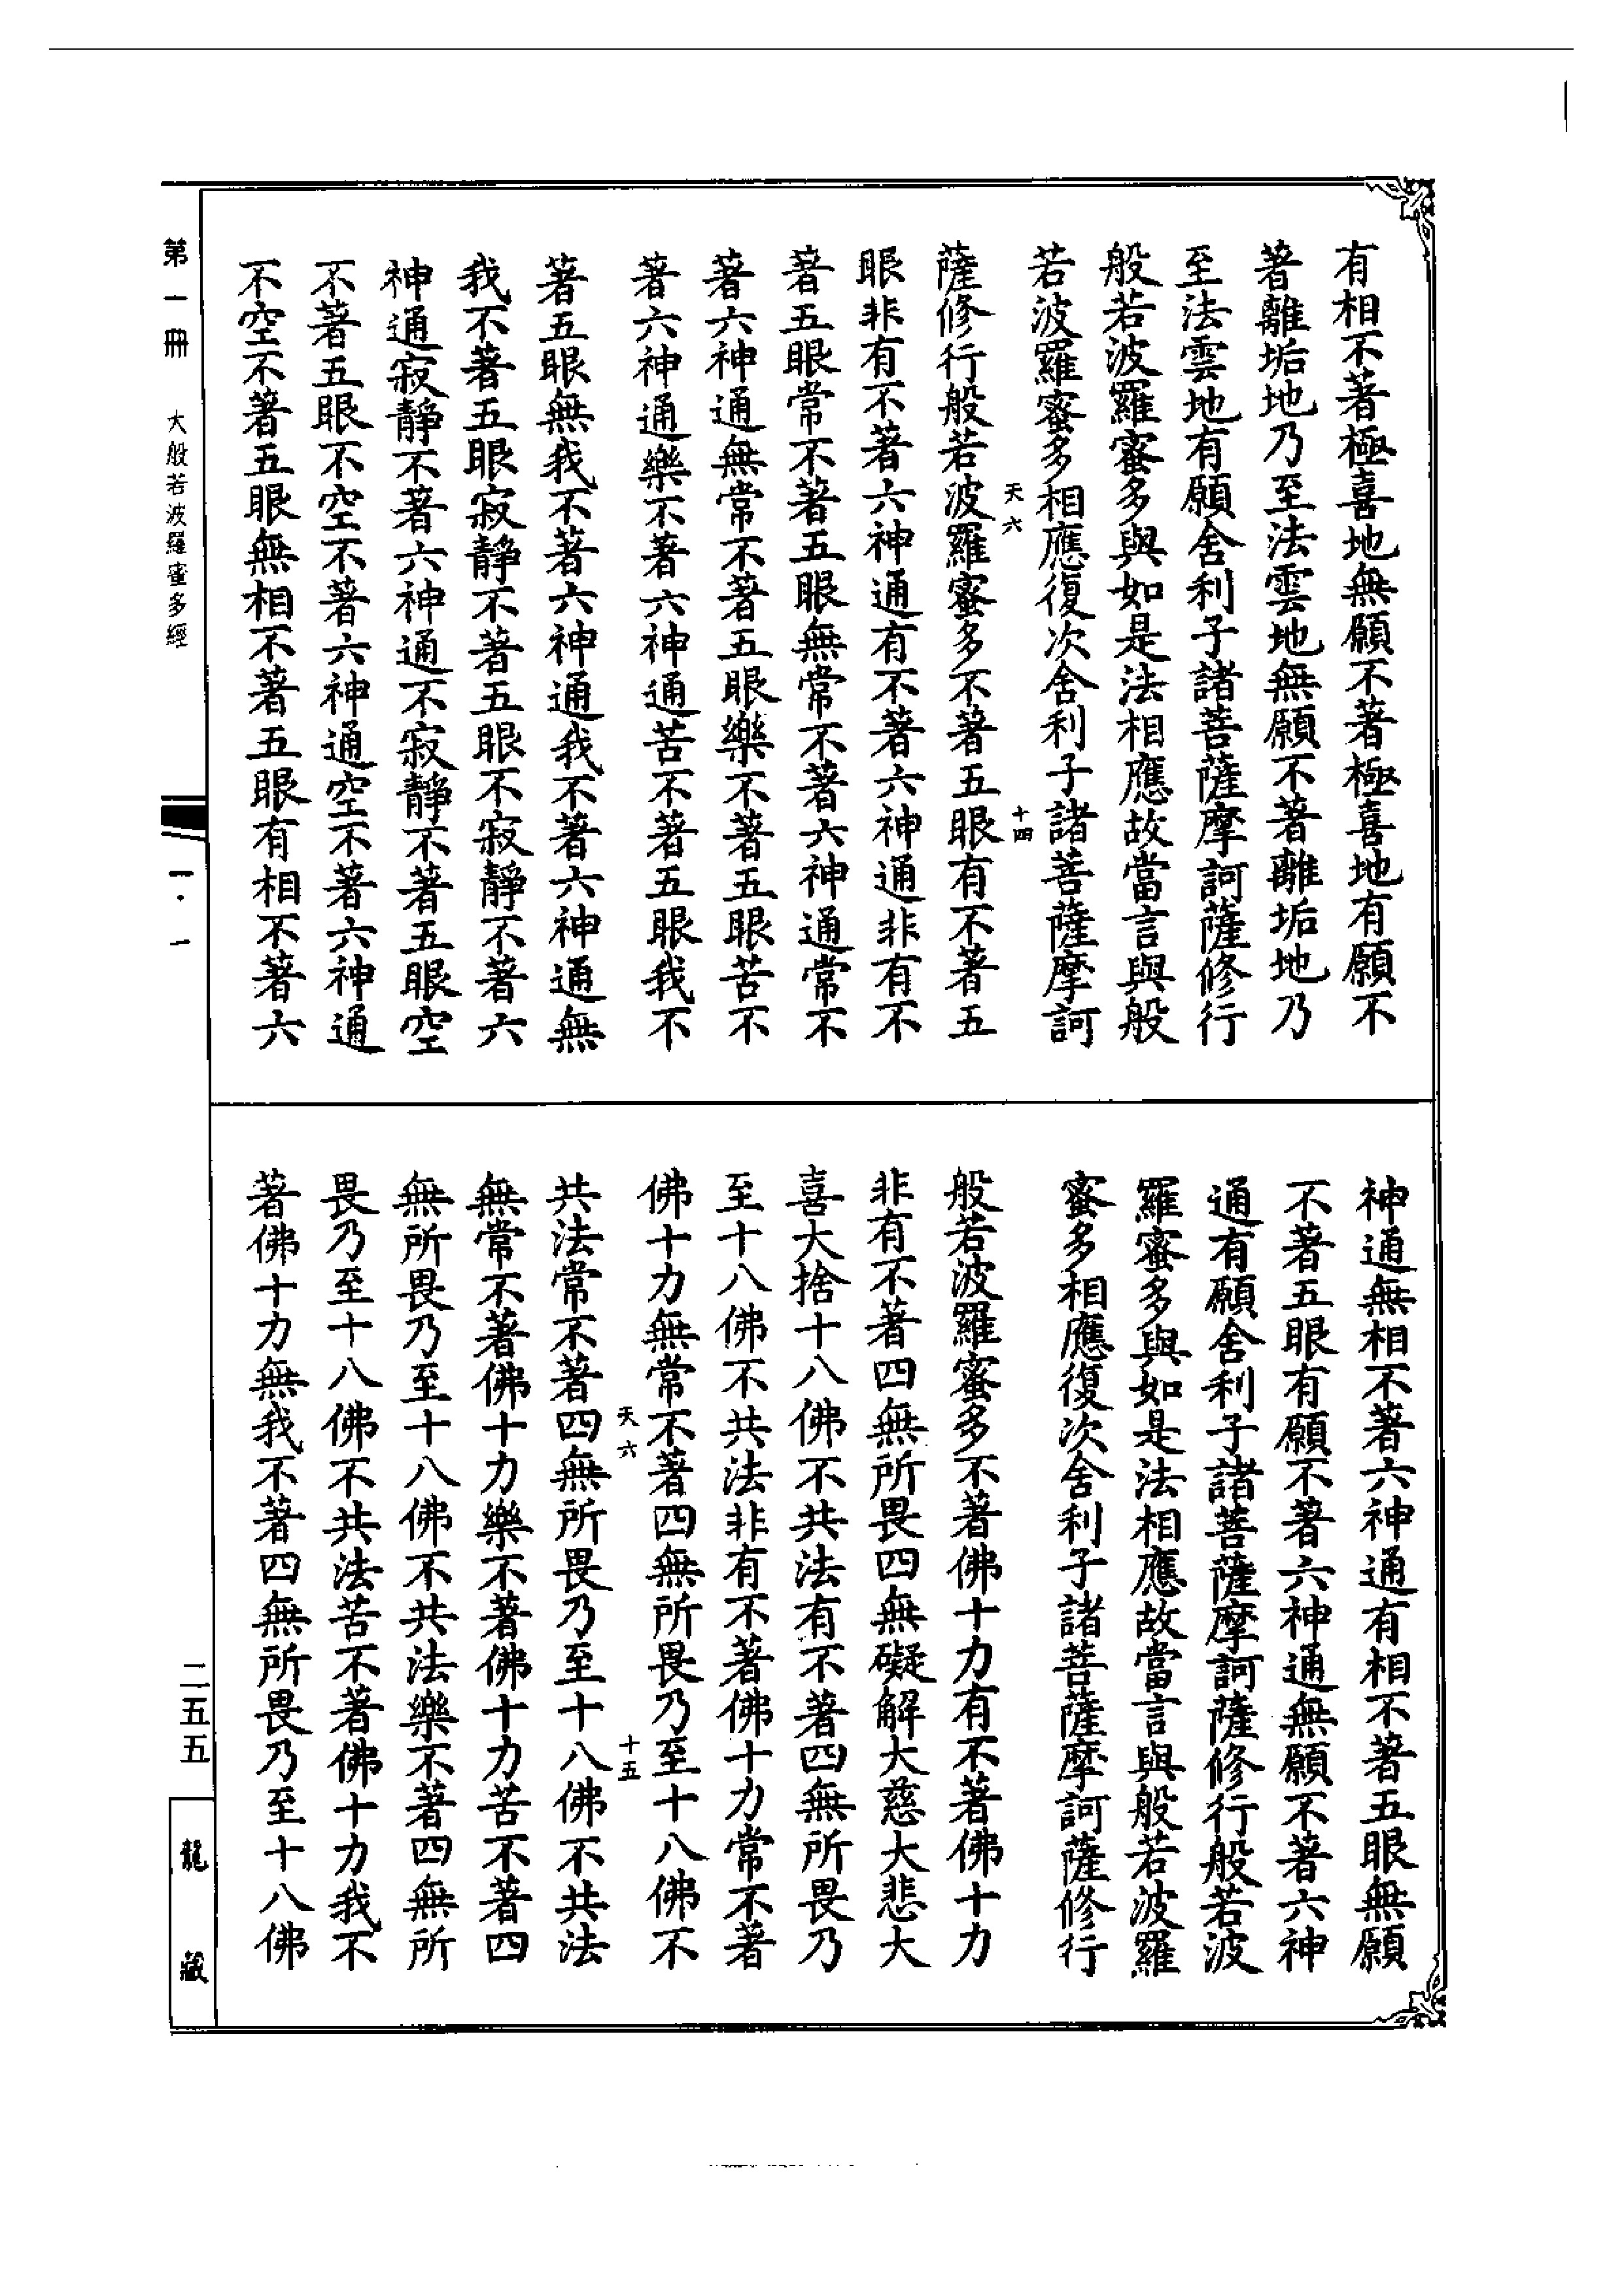 有相不著極喜地無願不著極喜地有願不
著離垢地乃至法雲地無願不著離垢地乃
至法雲地有願舍利子諸菩薩摩訶薩修行
般若波羅蜜多與如是法相應故當言與般
若波羅蜜多相應復次舍利子諸菩薩摩訶
天六
十四
薩修行般若波羅蜜多不著五眼有不著五
眼非有不著六神通有不著六神通非有不
著五眼常不著五眼無常不著六神通常不
著六神通無常不著五眼樂不著五眼苦不
著六神通樂不著六神通苦不著五眼我不
著五眼無我不著六神通我不著六神通無
我不著五眼寂靜不著五眼不寂靜不著六
神通寂靜不著六神通不寂靜不著五眼空
不著五眼不空不著六神通空不著六神通
不空不著五眼無相不著五眼有相不著六
神通無相不著六神通有相不著五眼無願
不著五眼有願不著六神通無願不著六神
通有願舍利子諸菩薩摩訶薩修行般若波
羅蜜多與如是法相應故當言與般若波羅
蜜多相應復次舍利子諸菩薩摩訶薩修行
般若波羅蜜多不著佛十力有不著佛十力
非有不著四無所畏四無礙解大慈大悲大
喜大捨十八佛不共法有不著四無所畏乃
至十八佛不共法非有不著佛十力常不著
佛十力無常不著四無所畏乃至十八佛不
天六
十五
共法常不著四無所畏乃至十八佛不共法
無常不著佛十力樂不著佛十力苦不著四
無所畏乃至十八佛不共法樂不著四無所
畏乃至十八佛不共法苦不著佛十力我不
著佛十力無我不著四無所畏乃至十八佛
第一冊
大般若波羅蜜多經
一·一
二五五
龍藏